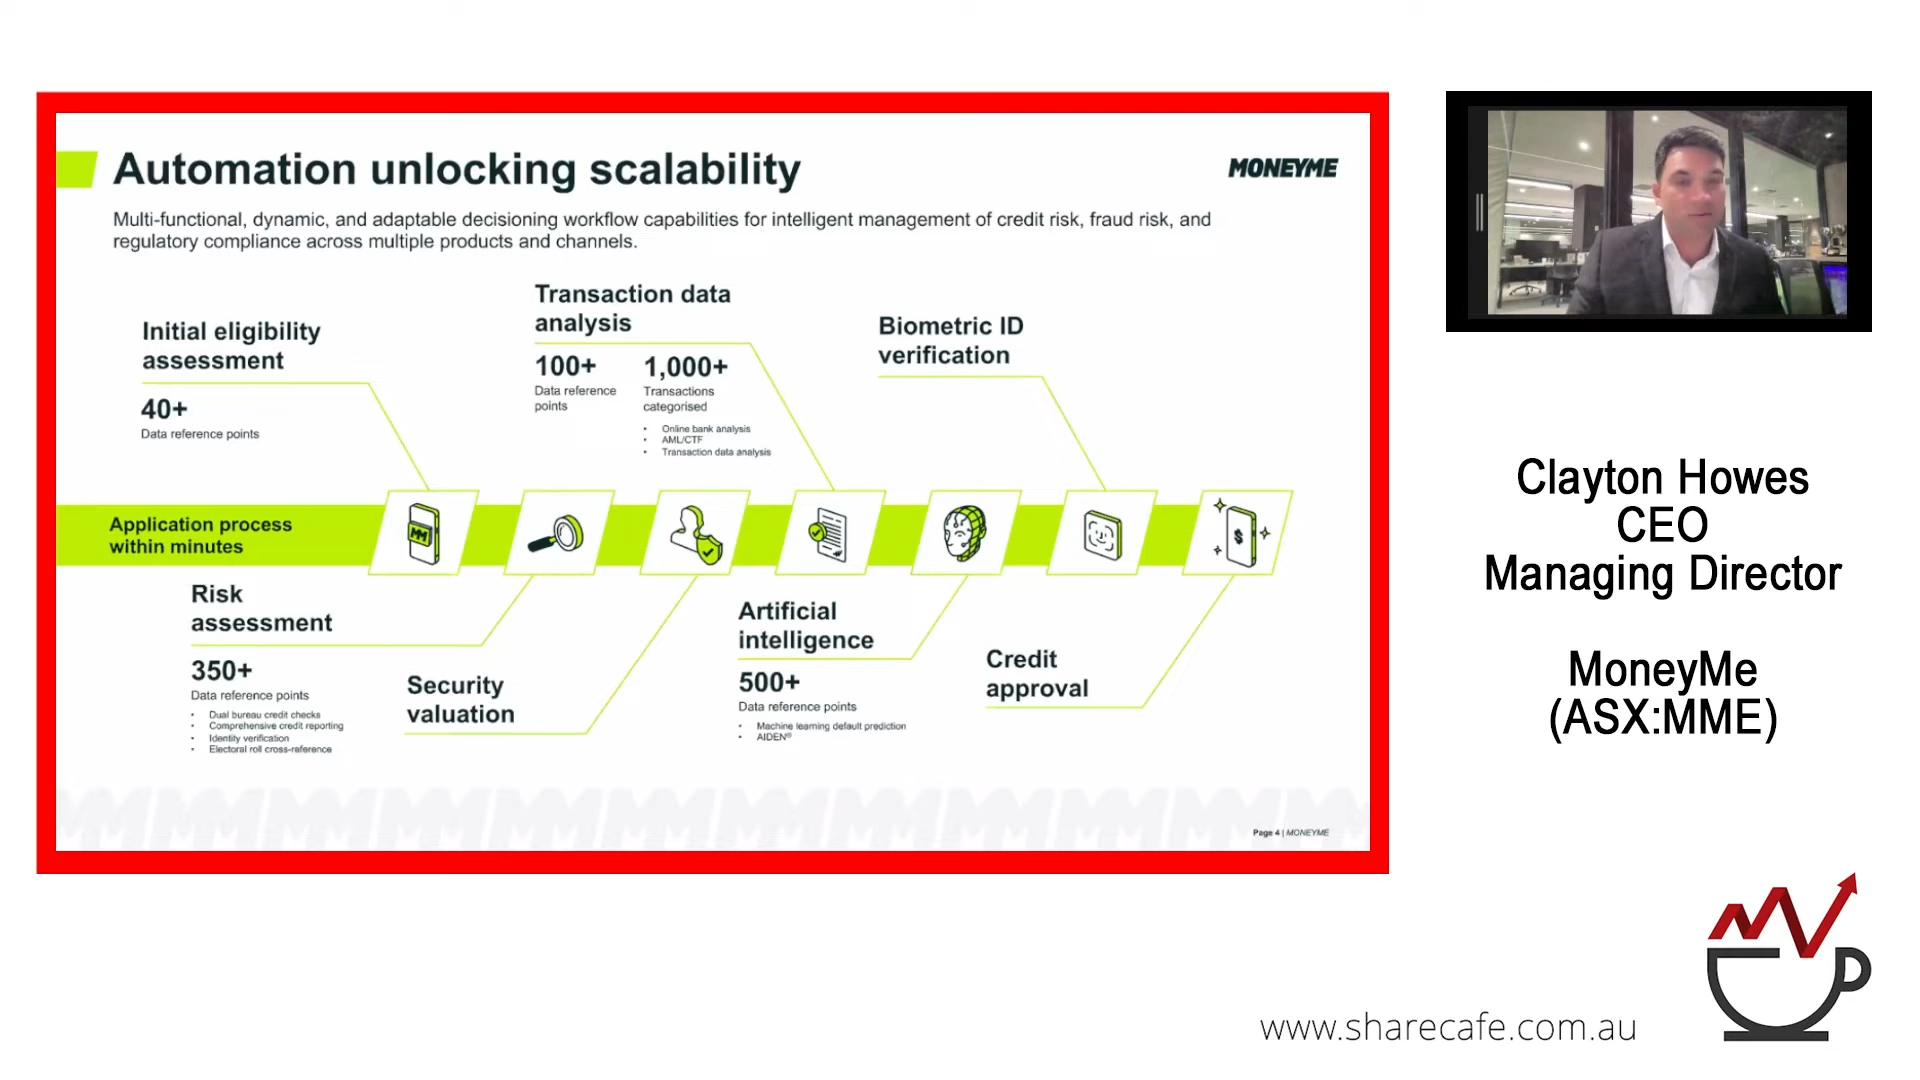 Automation unlocking scalability
MONEYME
Multi-functional, dynamic, and adaptable decisioning workflow capabilities for intelligent management of credit risk, fraud risk, and
regulatory compliance across multiple products and channels.
Initial eligibility
assessment
40+
Data reference points
Transaction data
analysis
100+
Data reference
points
1,000+
Transactions
categorised
• Online bank analysis
• AML/CTF
• Transaction data analysis
Biometric ID
verification
Application process
within minutes
MM
$
Risk
assessment
350+
Data reference points
• Dual bureau credit checks
• Comprehensive credit reporting
• Identity verification
• Electoral roll cross-reference
Security
valuation
Artificial
intelligence
500+
Data reference points
• Machine learning default prediction
• AIDEN®
Credit
approval
Page 4 | MONEYME
Clayton Howes
CEO
Managing Director
MoneyMe
(ASX:MME)
www.sharecafe.com.au